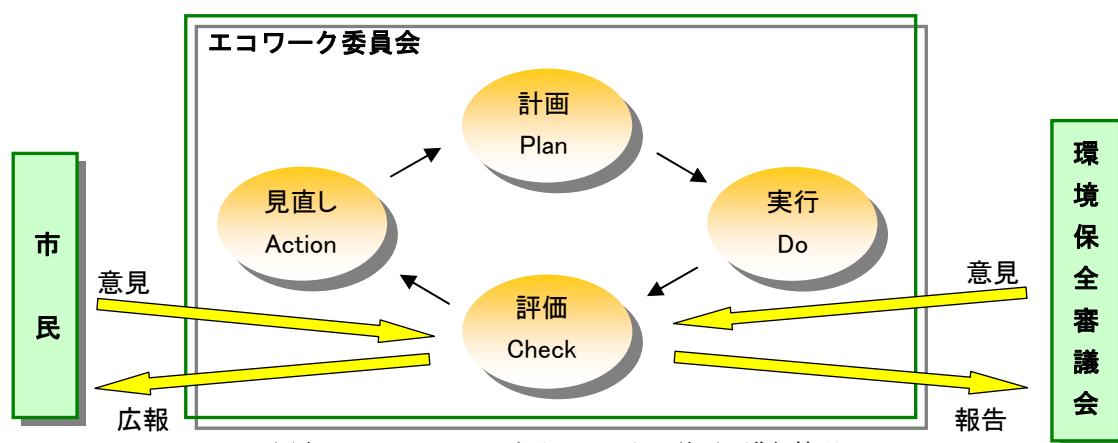 エコワーク委員会
計画
Plan
見直し
Action
実行
Do
評価
Check
市民
意見
広報
環境保全審議会
意見
報告